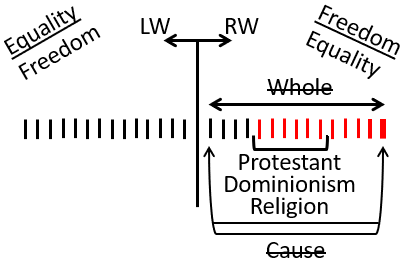 Equality
Freedom
LW
RW
Freedom
Equality
Whole
Protestant
Dominionism
Religion
Cause